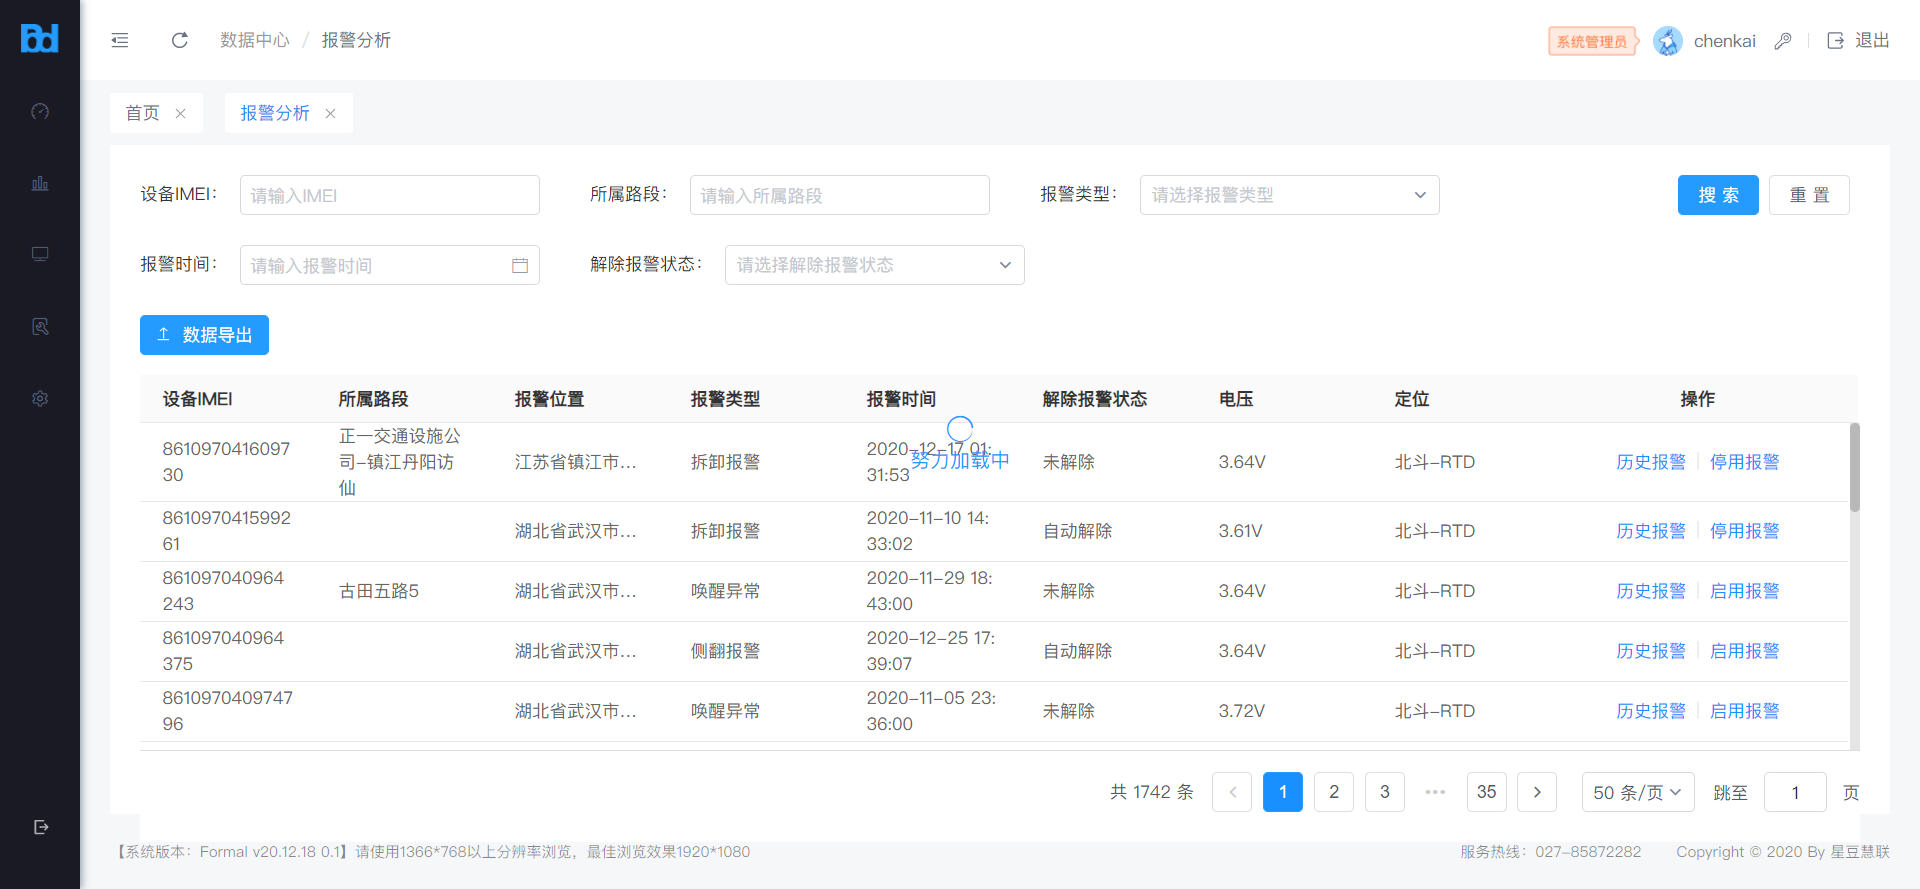 数据中心 / 报警分析
系统管理员 chenkai 退出
首页 报警分析
设备IMEI: 请输入IMEI 所属路段: 请输入所属路段 报警类型: 请选择报警类型 搜 索 重 置
报警时间: 请输入报警时间 解除报警状态: 请选择解除报警状态
数据导出
设备IMEI 所属路段 报警位置 报警类型 报警时间 解除报警状态 电压 定位 操作
8610970416097
30
正一交通设施公
司-镇江丹阳访
仙
江苏省镇江市...
拆卸报警
2020-12-17 01:
31:53
未解除
3.64V
北斗-RTD
历史报警 停用报警
努力加载中
8610970415992
61
湖北省武汉市...
拆卸报警
2020-11-10 14:
33:02
自动解除
3.61V
北斗-RTD
历史报警 停用报警
861097040964
243
古田五路5
湖北省武汉市...
唤醒异常
2020-11-29 18:
43:00
未解除
3.64V
北斗-RTD
历史报警 启用报警
861097040964
375
湖北省武汉市...
侧翻报警
2020-12-25 17:
39:07
自动解除
3.64V
北斗-RTD
历史报警 启用报警
8610970409747
96
湖北省武汉市...
唤醒异常
2020-11-05 23:
36:00
未解除
3.72V
北斗-RTD
历史报警 启用报警
共 1742 条 1 2 3 ••• 35 50 条/页 跳至 1 页
【系统版本: Formal v20.12.18 0.1】请使用1366*768以上分辨率浏览, 最佳浏览效果1920*1080
服务热线: 027-85872282 Copyright © 2020 By 星豆慧联